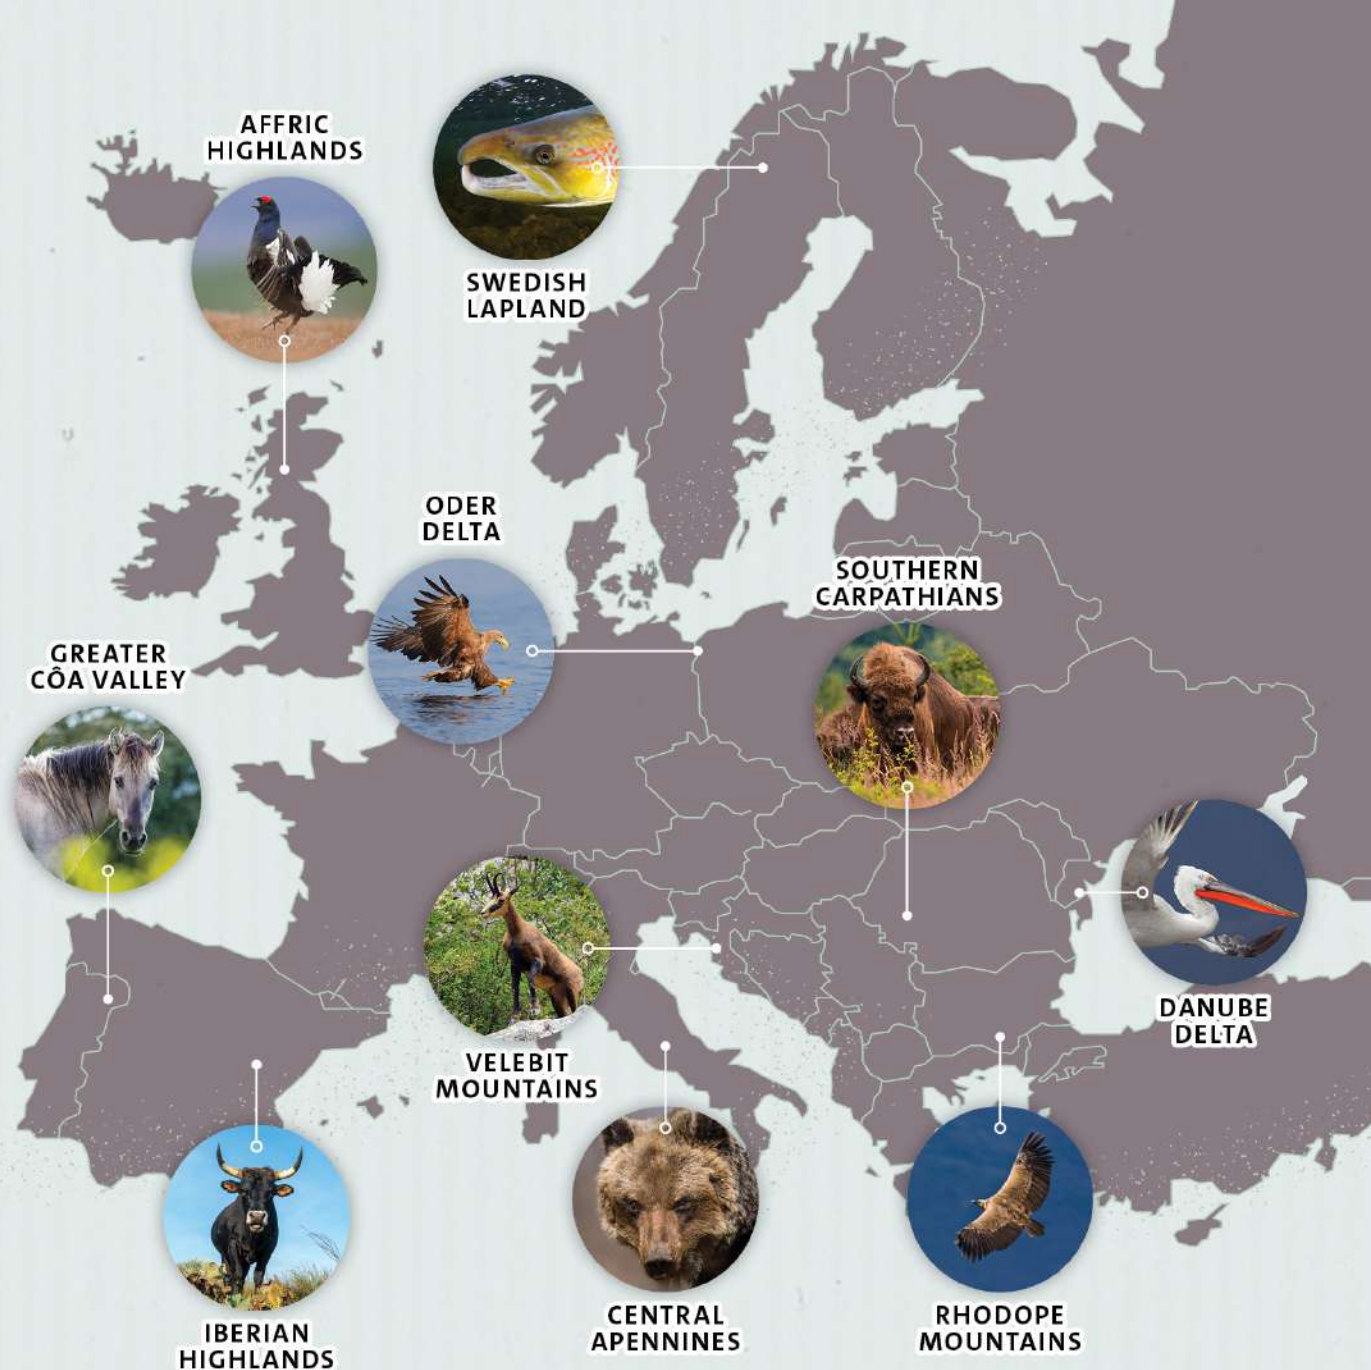 AFFRIC
HIGHLANDS
SWEDISH
LAPLAND
ODER
DELTA
SOUTHERN
CARPATHIANS
GREATER
CÔA VALLEY
DANUBE
DELTA
VELEBIT
MOUNTAINS
IBERIAN
HIGHLANDS
CENTRAL
APENNINES
RHODOPE
MOUNTAINS